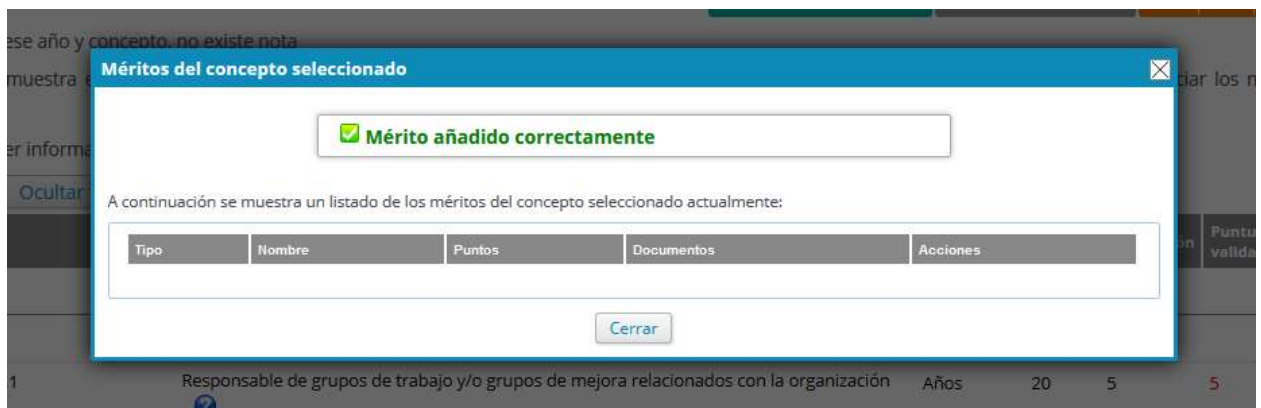 ese año y concepto, no existe nota
Méritos del concepto seleccionado
muestra
ciar los
Mérito añadido correctamente
er informa
Ocultar
A continuación se muestra un listado de los méritos del concepto seleccionado actualmente:
Tipo Nombre Puntos Documentos Acciones
ón Puntu
valida
Cerrar
1 Responsable de grupos de trabajo y/o grupos de mejora relacionados con la organización Años 20 5 5